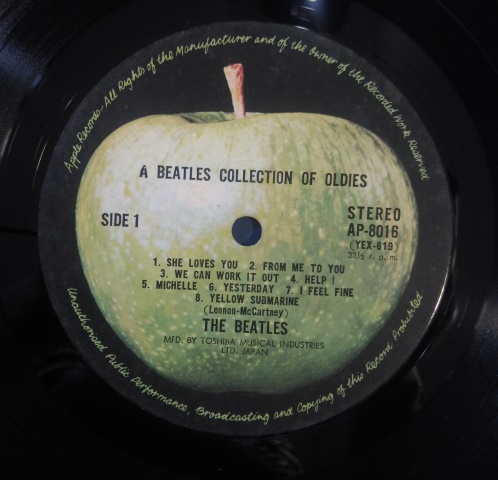 Apple Records-All Rights of the Manufacturer and of the Owner of the Recorded Work Reserved
A BEATLES COLLECTION OF OLDIES
SIDE 1
STEREO
AP-8016
(YEX-619)
33⅓ r. p. m.
1. SHE LOVES YOU 2. FROM ME TO YOU
3. WE CAN WORK IT OUT 4. HELP !
5. MICHELLE 6. YESTERDAY 7. I FEEL FINE
8. YELLOW SUBMARINE
(Lennon-McCartney)
THE BEATLES
MFD. BY TOSHIBA MUSICAL INDUSTRIES
LTD. JAPAN
Unauthorised Public Performance, Broadcasting and Copying of this Record Prohibited